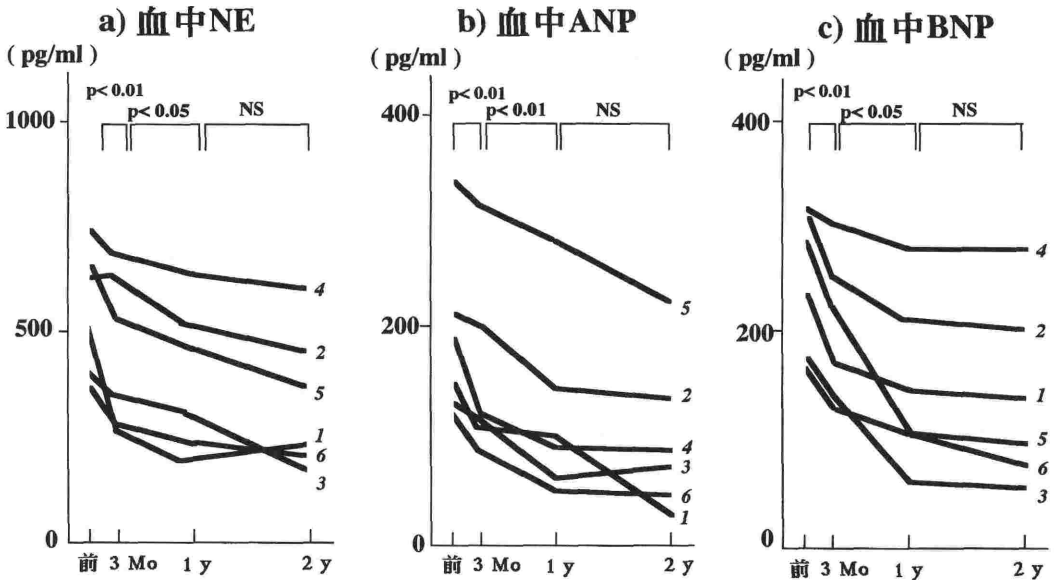 a) 血中NE
( pg/ml )
p< 0.01
p< 0.05
NS
1000
500
0
4
2
5
1
6
3
前 3 Mo 1 y 2 y
b) 血中ANP
( pg/ml )
p< 0.01
p< 0.01
NS
400
200
0
5
2
4
3
6
1
前 3 Mo 1 y 2 y
c) 血中BNP
( pg/ml )
p< 0.01
p< 0.05
NS
400
200
0
4
2
1
5
6
3
前 3 Mo 1 y 2 y